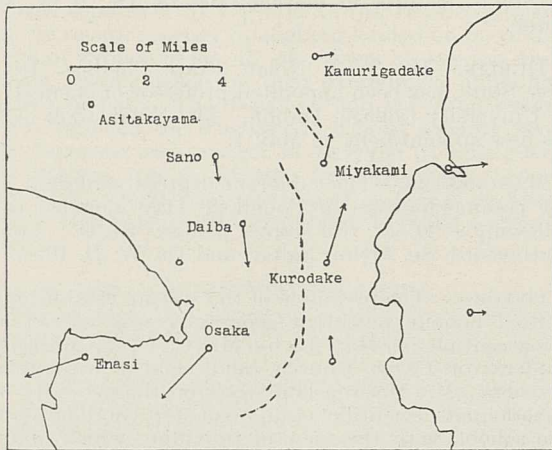 Scale of Miles
0 2 4
Kamurigadake
Asitakayama
Sano
Miyakami
Daiba
Kurodake
Osaka
Enasi